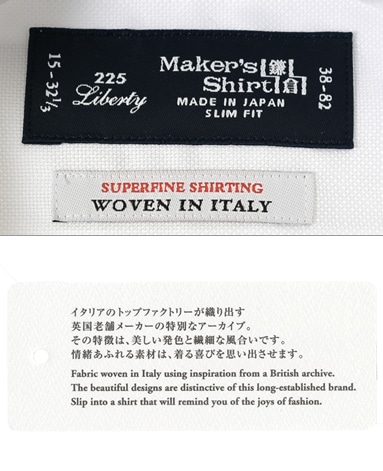 15-32 1/3
225
Liberty
Maker's
Shirt 鎌倉
MADE IN JAPAN
SLIM FIT
38-82
SUPERFINE SHIRTING
WOVEN IN ITALY
イタリアのトップファクトリーが織り出す
英国老舗メーカーの特別なアーカイブ。
その特徴は、美しい発色と繊細な風合いです。
情緒あふれる素材は、着る喜びを思い出させます。
Fabric woven in Italy using inspiration from a British archive.
The beautiful designs are distinctive of this long-established brand.
Slip into a shirt that will remind you of the joys of fashion.